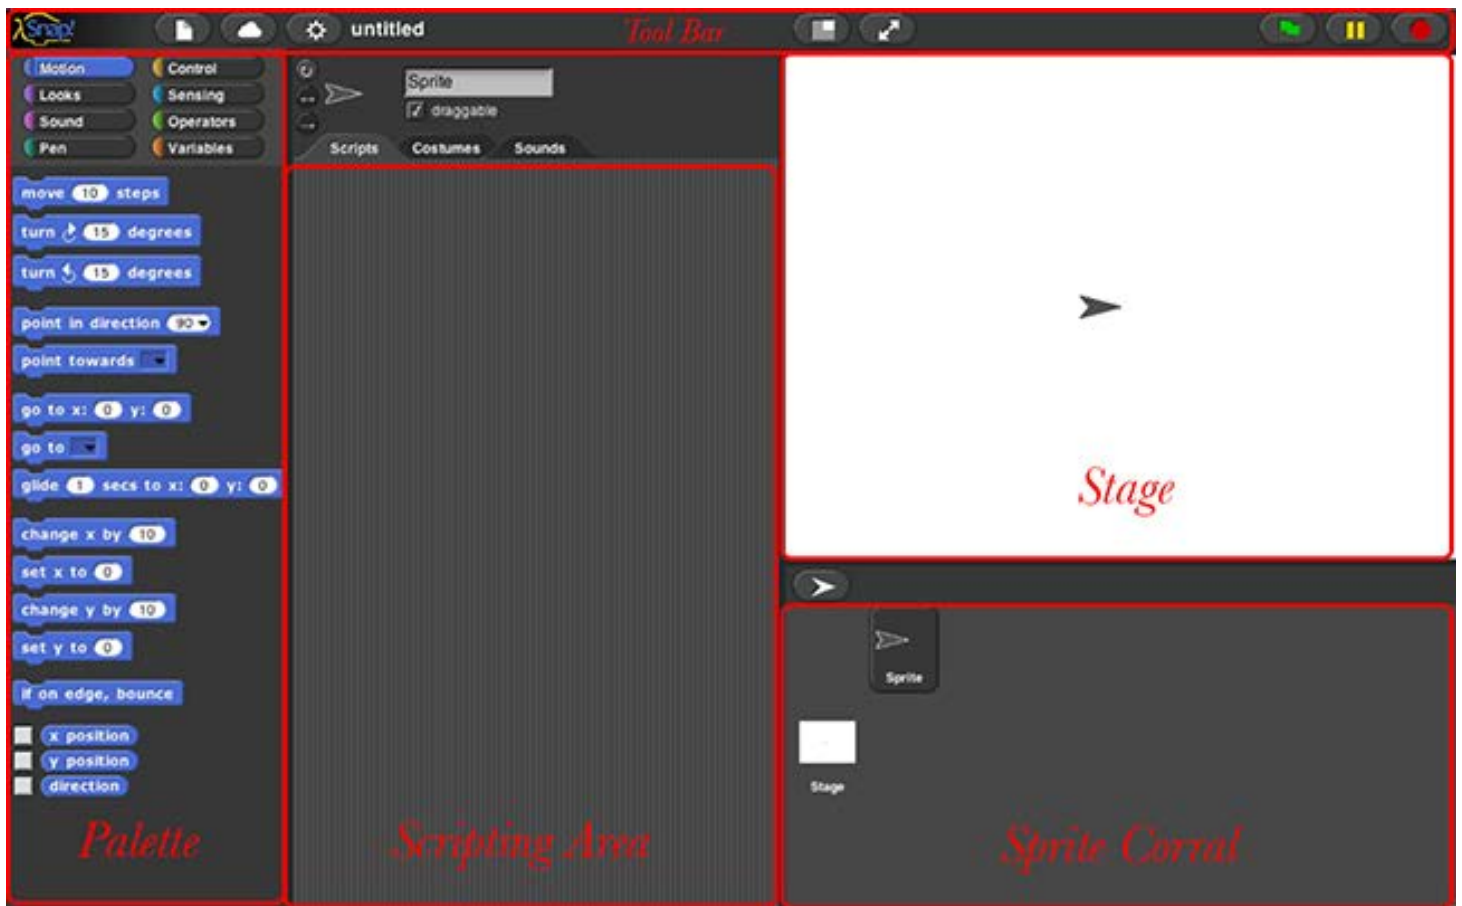 λSnap!
untitled
Tool Bar
Motion
Control
Looks
Sensing
Sound
Operators
Pen
Variables
Sprite
draggable
Scripts
Costumes
Sounds
move 10 steps
turn 15 degrees
turn 15 degrees
point in direction 90
point towards
go to x: 0 y: 0
go to
glide 1 secs to x: 0 y: 0
change x by 10
set x to 0
change y by 10
set y to 0
if on edge, bounce
x position
y position
direction
Palette
Scripting Area
Stage
Sprite
Stage
Sprite Corral